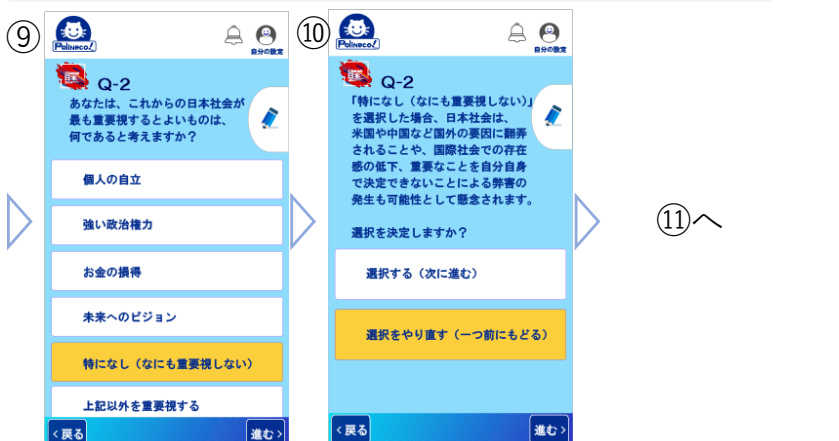 ⑨
Polineco!
自分の設定
Q-2
あなたは、これからの日本社会が
最も重要視するとよいものは、
何であると考えますか？
個人の自立
強い政治権力
お金の損得
未来へのビジョン
特になし（なにも重要視しない）
上記以外を重要視する
＜戻る
進む＞
⑩
Polineco!
自分の設定
Q-2
「特になし（なにも重要視しない）」
を選択した場合、日本社会は、
米国や中国など国外の要因に翻弄
されることや、国際社会での存在
感の低下、重要なことを自分自身
で決定できないことによる弊害の
発生も可能性として懸念されます。
選択を決定しますか？
選択する（次に進む）
選択をやり直す（一つ前にもどる）
＜戻る
進む＞
⑪へ